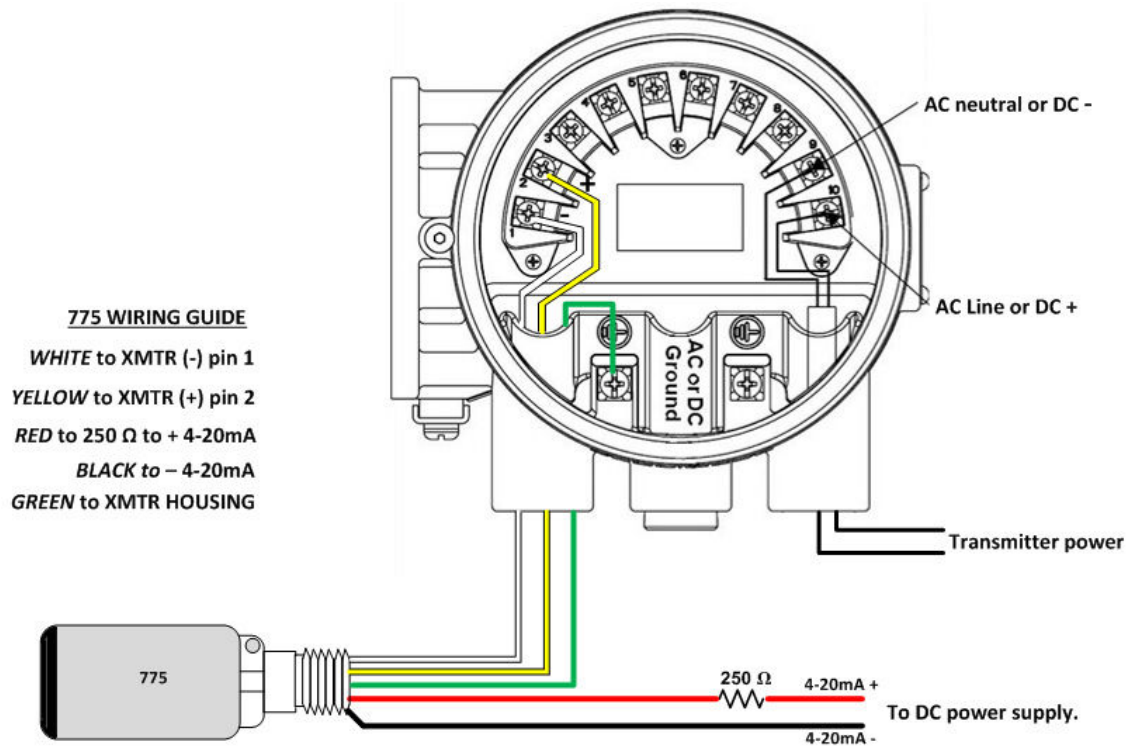 5
6
4
7
3
8
2
9
1
10
+
-
AC neutral or DC -
AC Line or DC +
775 WIRING GUIDE
WHITE to XMTR (-) pin 1
YELLOW to XMTR (+) pin 2
RED to 250 Ω to + 4-20mA
BLACK to – 4-20mA
GREEN to XMTR HOUSING
AC or DC
Ground
Transmitter power
775
250 Ω
4-20mA +
To DC power supply.
4-20mA -